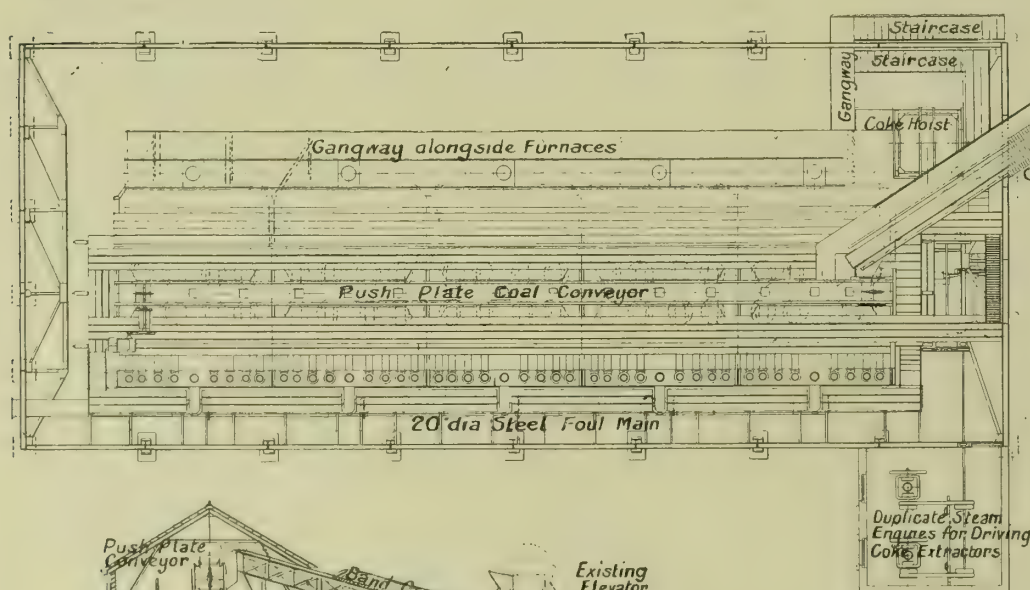 Staircase
Staircase
Gangway
Coke Hoist
Gangway alongside Furnaces
Push Plate Coal Conveyor
20" dia Steel Foul Main
Duplicate Steam
Engines for Driving
Coke Extractors
Push Plate
Conveyor
Band
Existing
Elevator